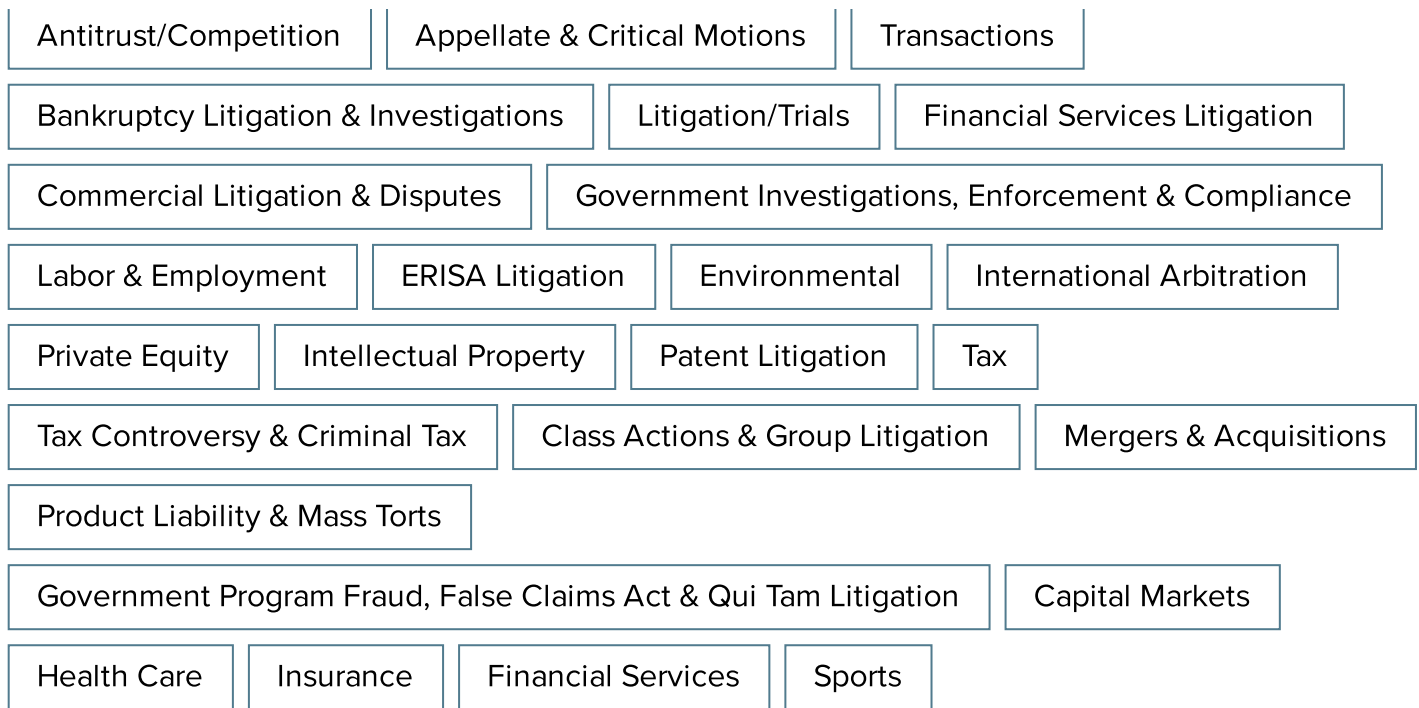 Antitrust/Competition Appellate & Critical Motions Transactions
Bankruptcy Litigation & Investigations Litigation/Trials Financial Services Litigation
Commercial Litigation & Disputes Government Investigations, Enforcement & Compliance
Labor & Employment ERISA Litigation Environmental International Arbitration
Private Equity Intellectual Property Patent Litigation Tax
Tax Controversy & Criminal Tax Class Actions & Group Litigation Mergers & Acquisitions
Product Liability & Mass Torts
Government Program Fraud, False Claims Act & Qui Tam Litigation Capital Markets
Health Care Insurance Financial Services Sports